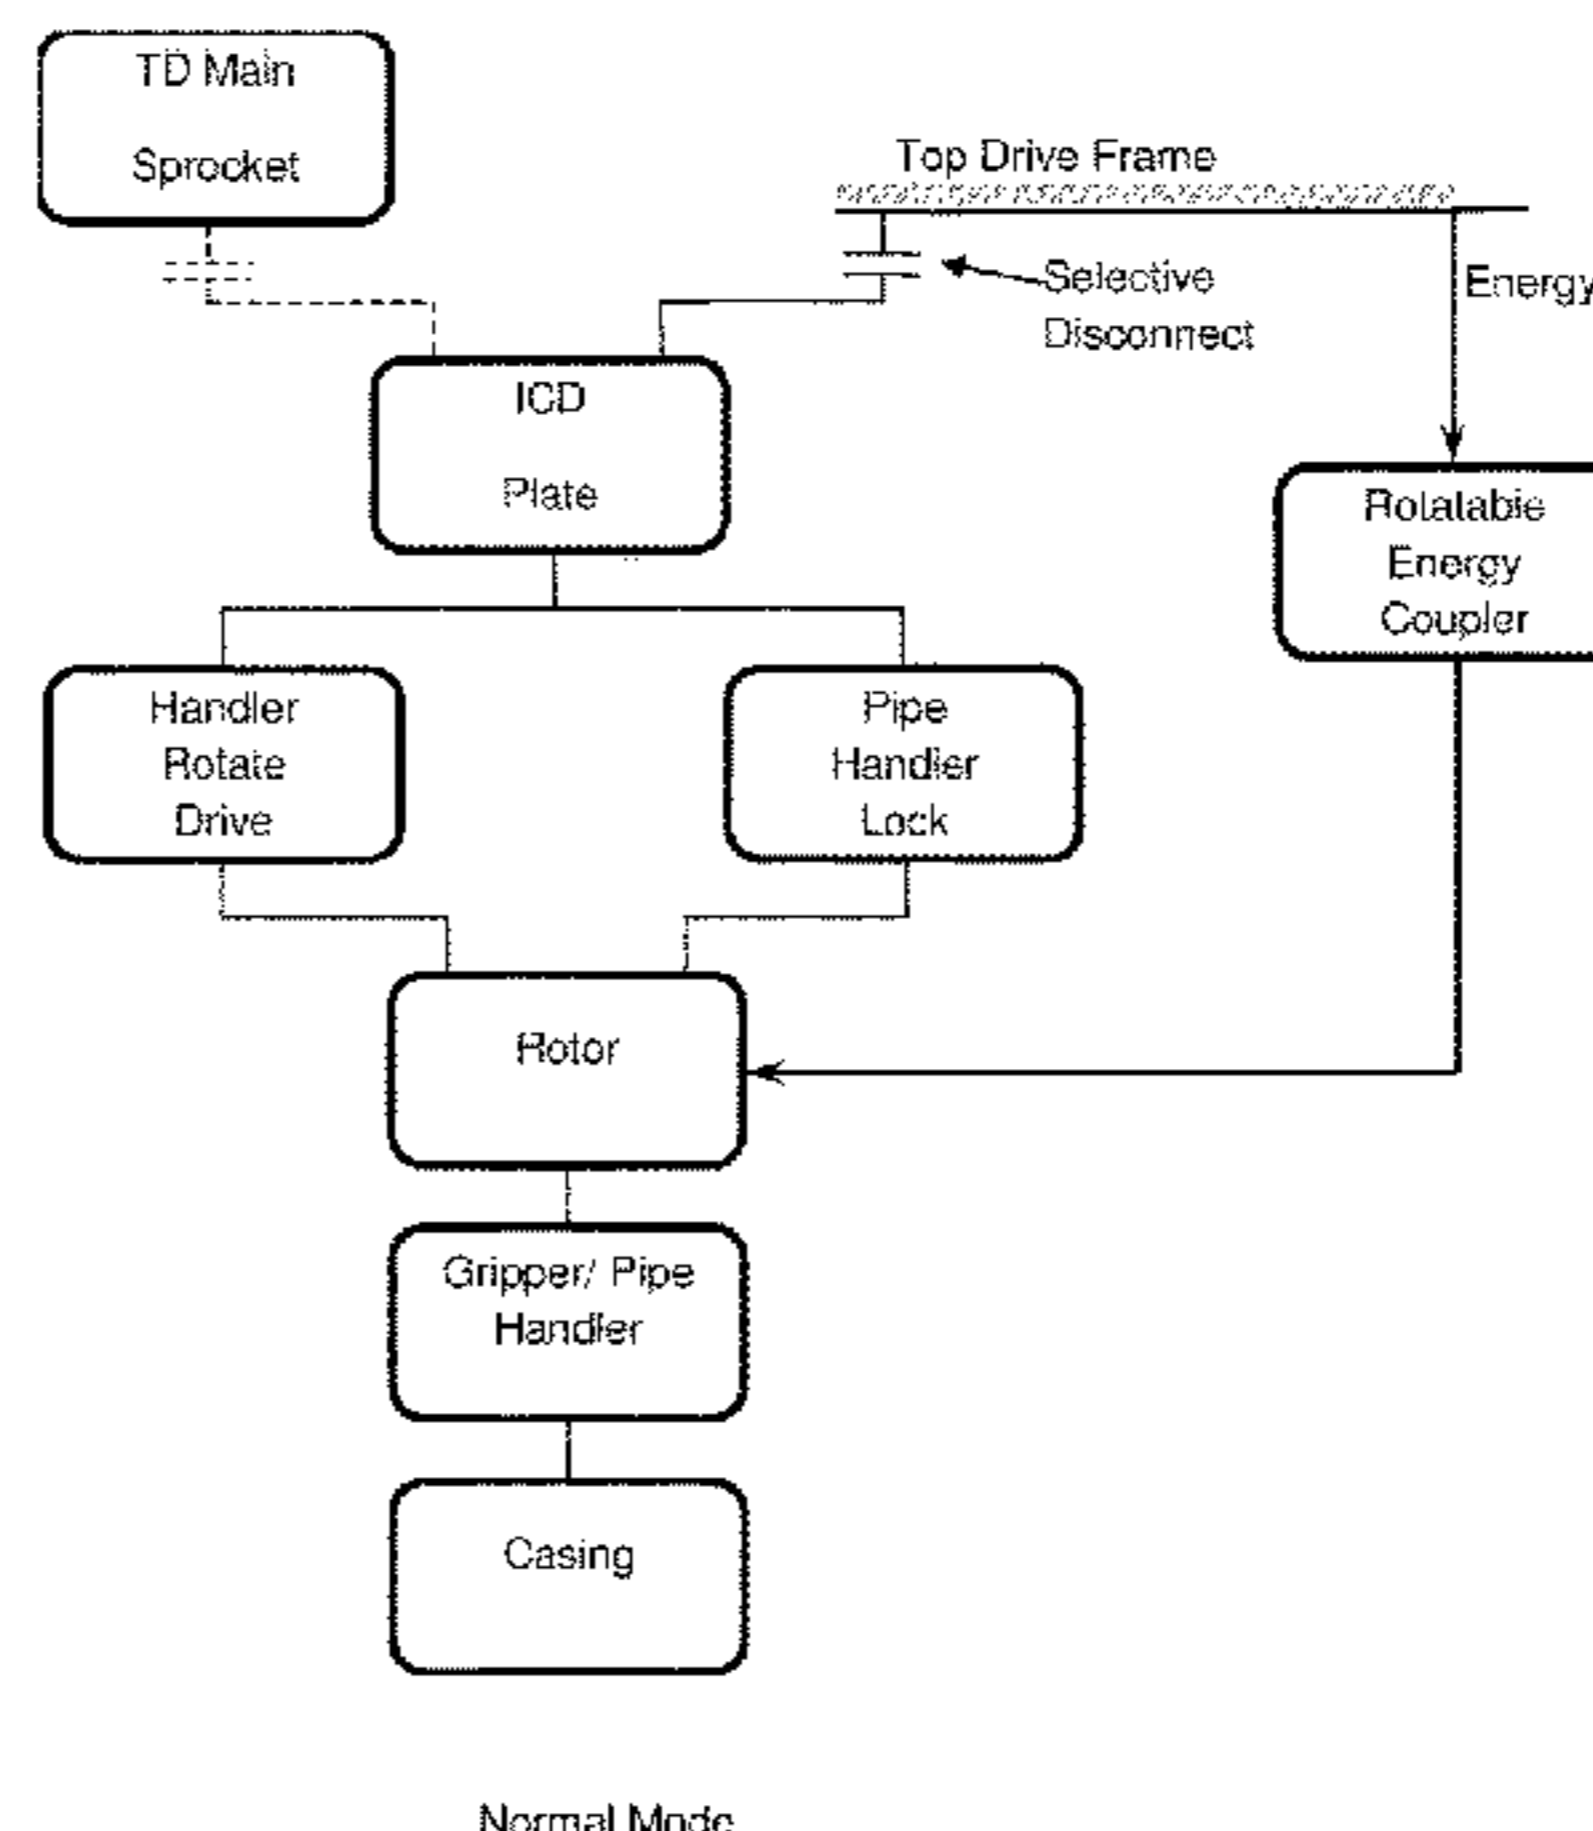 TD Main
Sprocket
Top Drive Frame
Selective
Disconnect
Energy
ICD
Plate
Rotatable
Energy
Coupler
Handler
Rotate
Drive
Pipe
Handler
Lock
Rotor
Gripper/ Pipe
Handler
Casing
Normal Mode